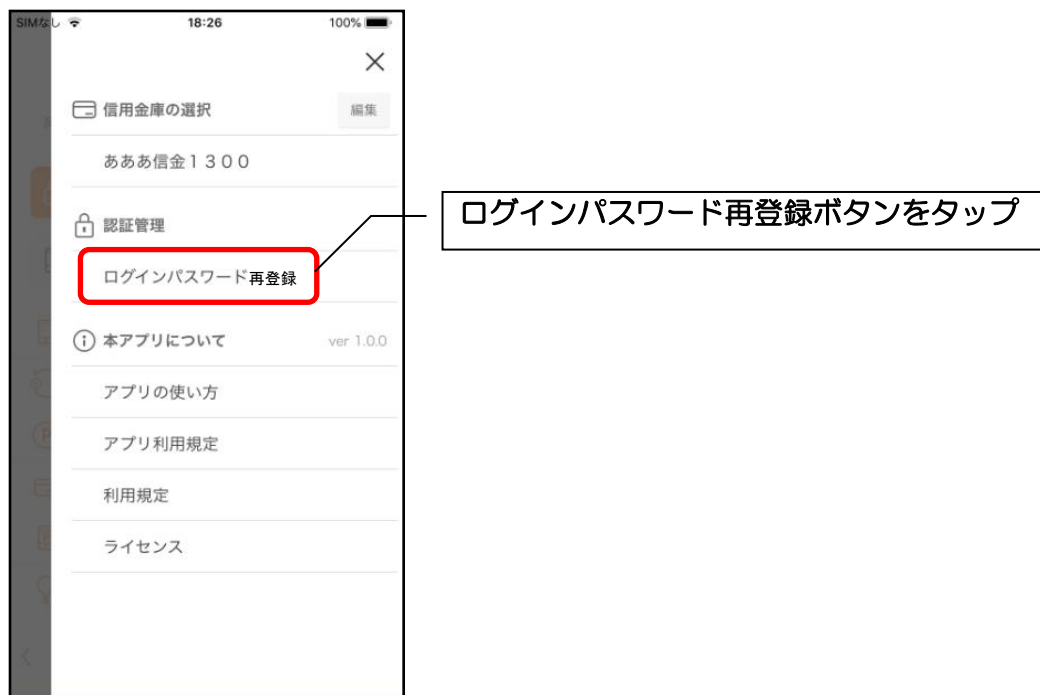 SIMなし 18:26 100%
信用金庫の選択 編集
あああ信金1300
認証管理
ログインパスワード再登録ボタンをタップ
ログインパスワード再登録
本アプリについて ver 1.0.0
アプリの使い方
アプリ利用規定
利用規定
ライセンス